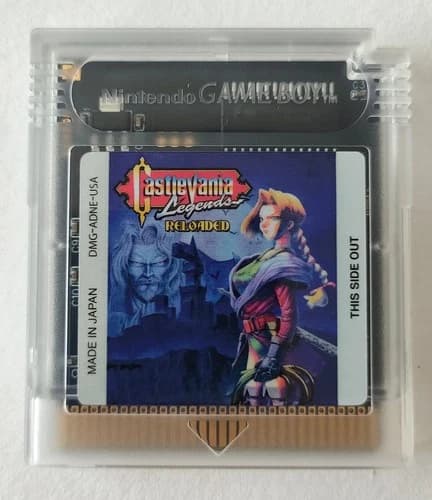 Nintendo GAME BOY
Castlevania
Legends
RELOADED
MADE IN JAPAN DMG-ADNE-USA
THIS SIDE OUT